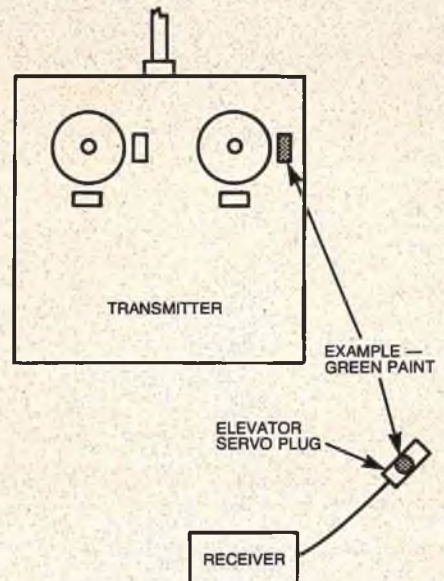 TRANSMITTER
EXAMPLE —
GREEN PAINT
ELEVATOR
SERVO PLUG
RECEIVER